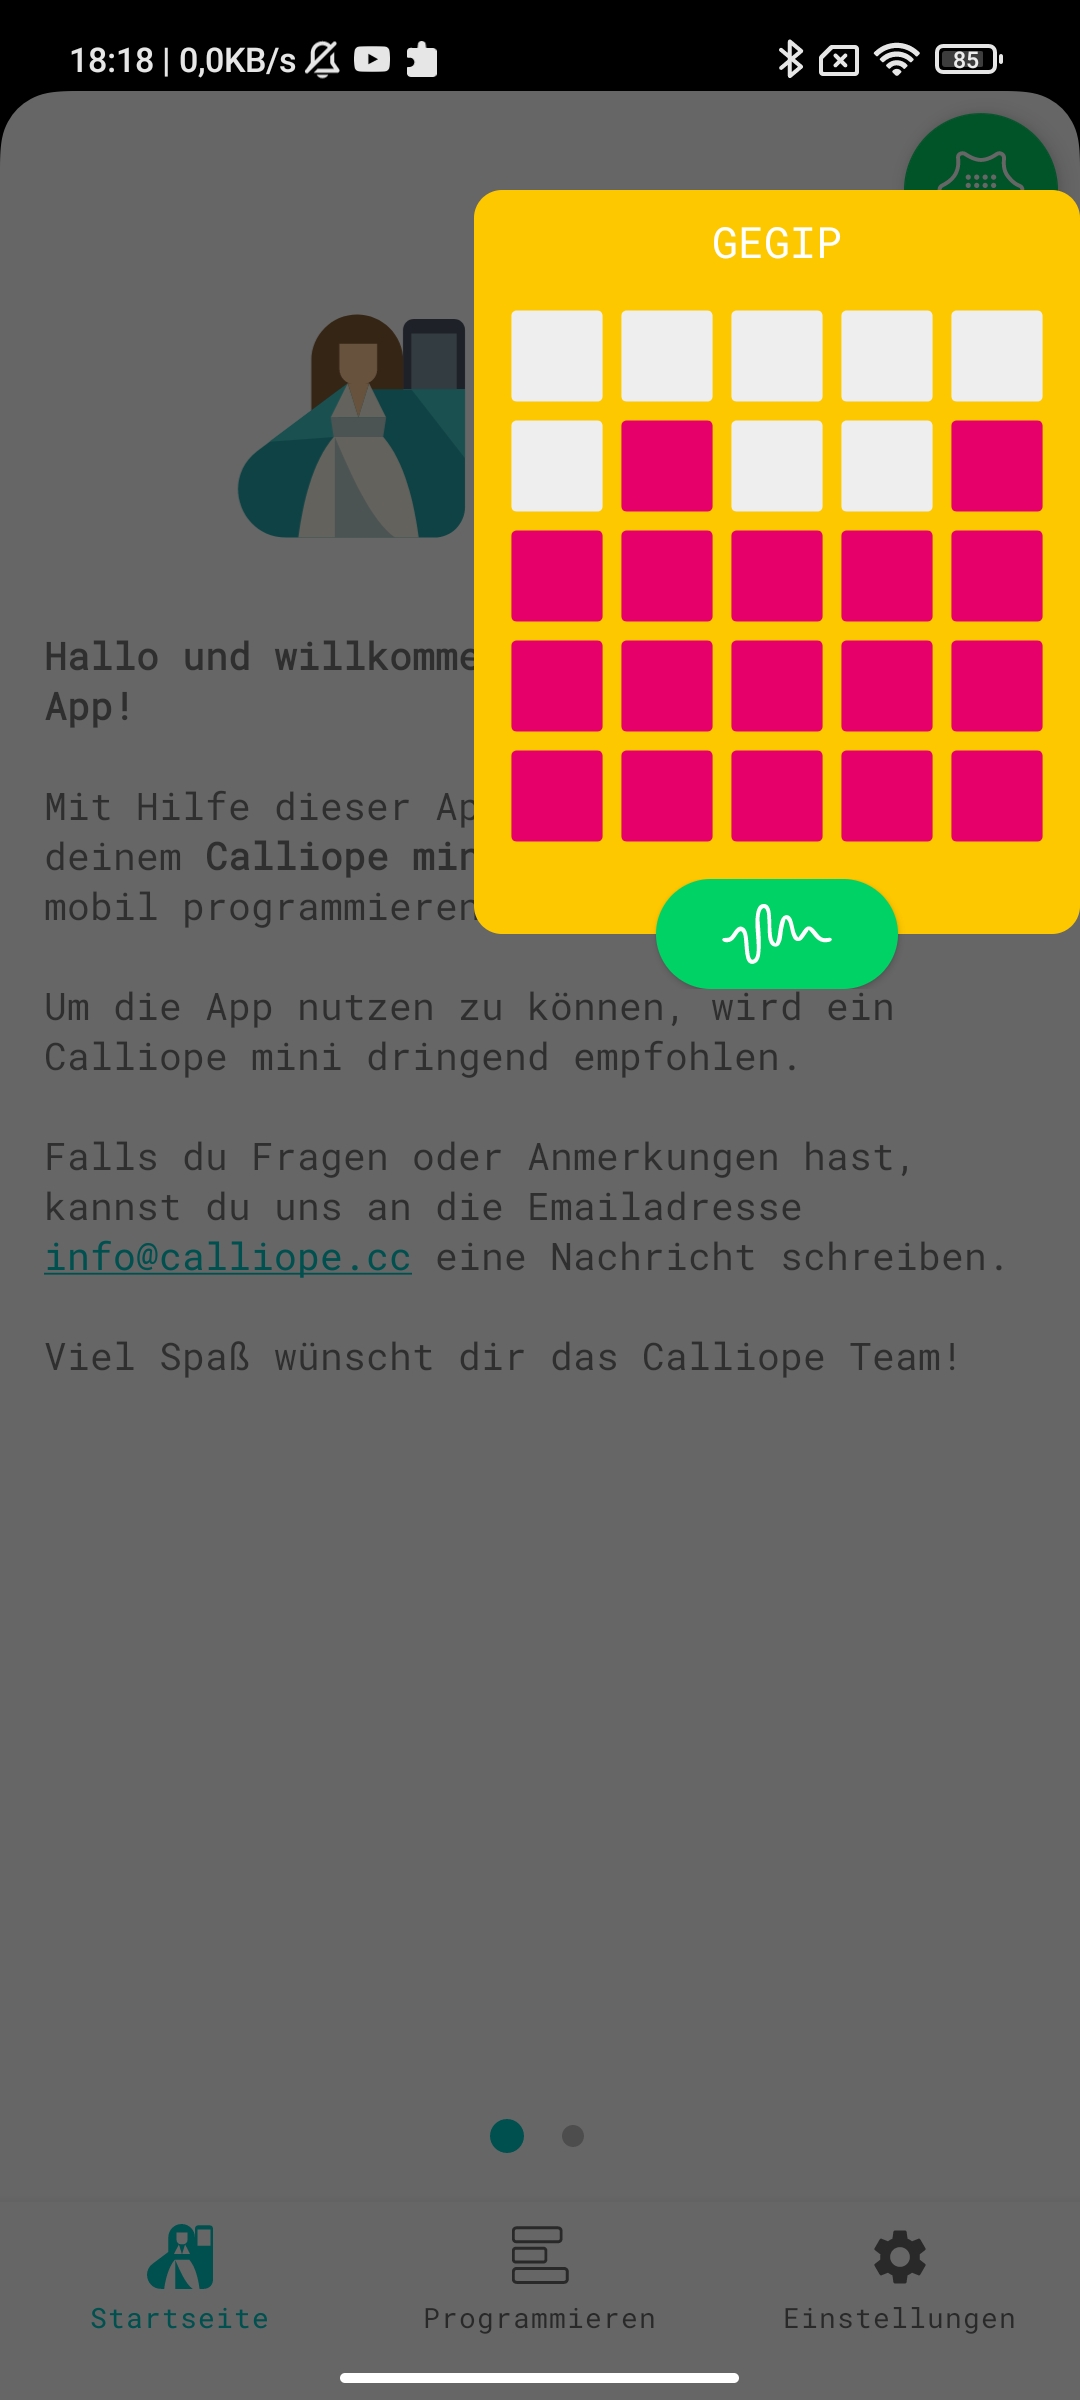 18:18 | 0,0KB/s
85
GEGIP
Hallo und willkomme
App!
Mit Hilfe dieser Ap
deinem Calliope min
mobil programmieren
Um die App nutzen zu können, wird ein
Calliope mini dringend empfohlen.
Falls du Fragen oder Anmerkungen hast,
kannst du uns an die Emailadresse
info@calliope.cc eine Nachricht schreiben.
Viel Spaß wünscht dir das Calliope Team!
Startseite
Programmieren
Einstellungen